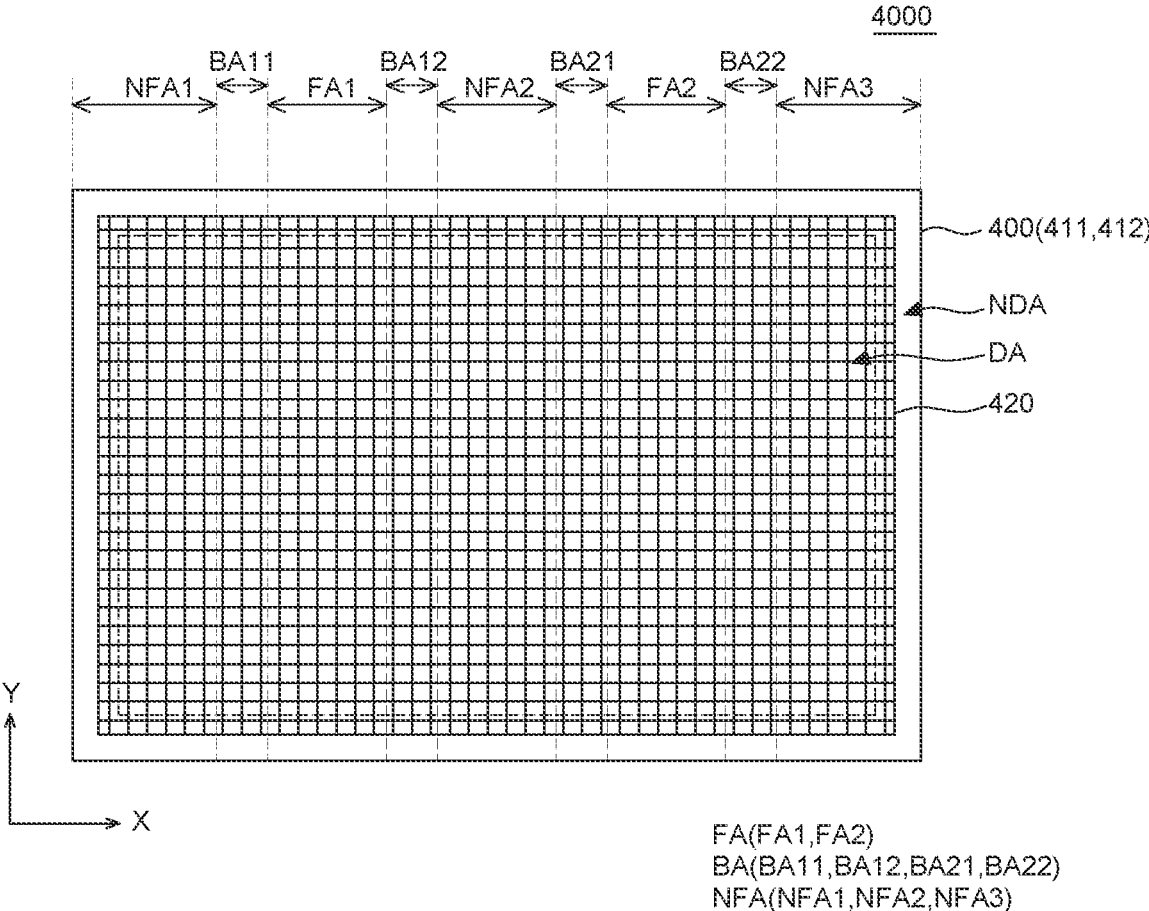 4000
BA11 BA12 BA21 BA22
NFA1 FA1 NFA2 FA2 NFA3
400(411,412)
NDA
DA
420
Y
X
FA(FA1,FA2)
BA(BA11,BA12,BA21,BA22)
NFA(NFA1,NFA2,NFA3)